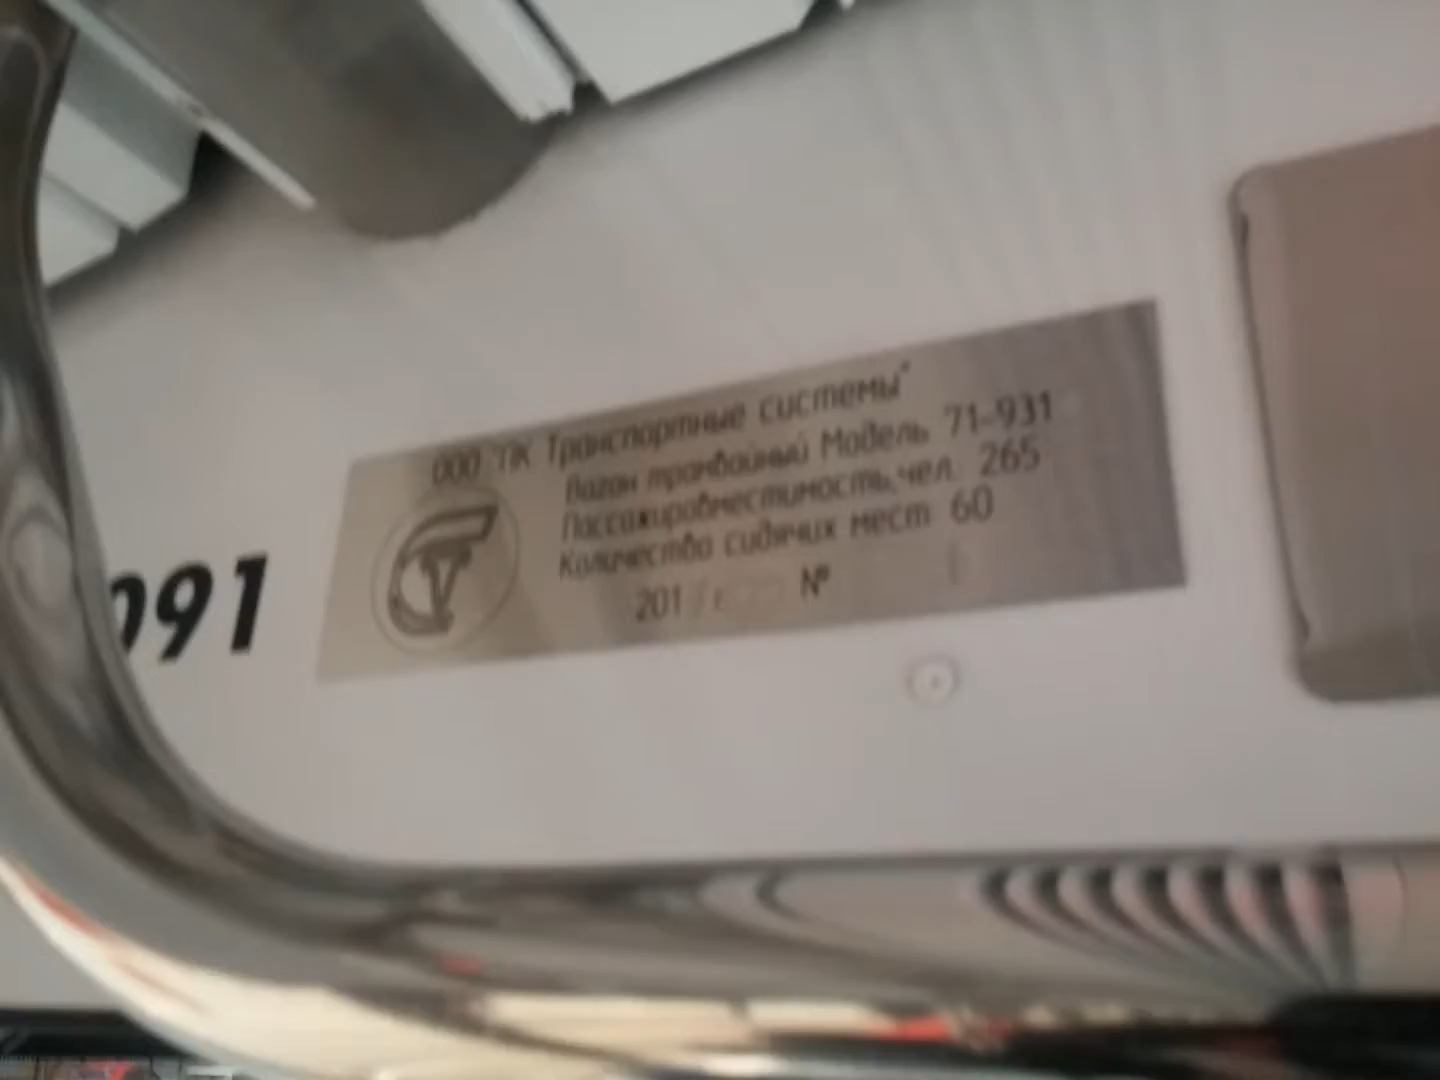 091
ООО "ПК Транспортные системы"
Вагон трамвайный Модель 71-931
Пассажировместимость, чел. 265
Количество сидячих мест 60
201 №